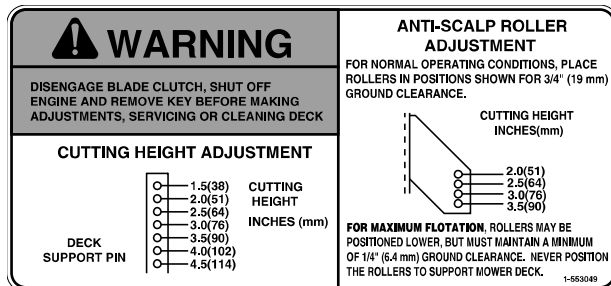 WARNING
DISENGAGE BLADE CLUTCH, SHUT OFF
ENGINE AND REMOVE KEY BEFORE MAKING
ADJUSTMENTS, SERVICING OR CLEANING DECK
CUTTING HEIGHT ADJUSTMENT
DECK
SUPPORT PIN
1.5(38)
2.0(51)
2.5(64)
3.0(76)
3.5(90)
4.0(102)
4.5(114)
CUTTING
HEIGHT
INCHES (mm)
ANTI-SCALP ROLLER
ADJUSTMENT
FOR NORMAL OPERATING CONDITIONS, PLACE
ROLLERS IN POSITIONS SHOWN FOR 3/4" (19 mm)
GROUND CLEARANCE.
CUTTING HEIGHT
INCHES(mm)
2.0(51)
2.5(64)
3.0(76)
3.5(90)
FOR MAXIMUM FLOTATION, ROLLERS MAY BE
POSITIONED LOWER, BUT MUST MAINTAIN A MINIMUM
OF 1/4" (6.4 mm) GROUND CLEARANCE. NEVER POSITION
THE ROLLERS TO SUPPORT MOWER DECK.
1-553049